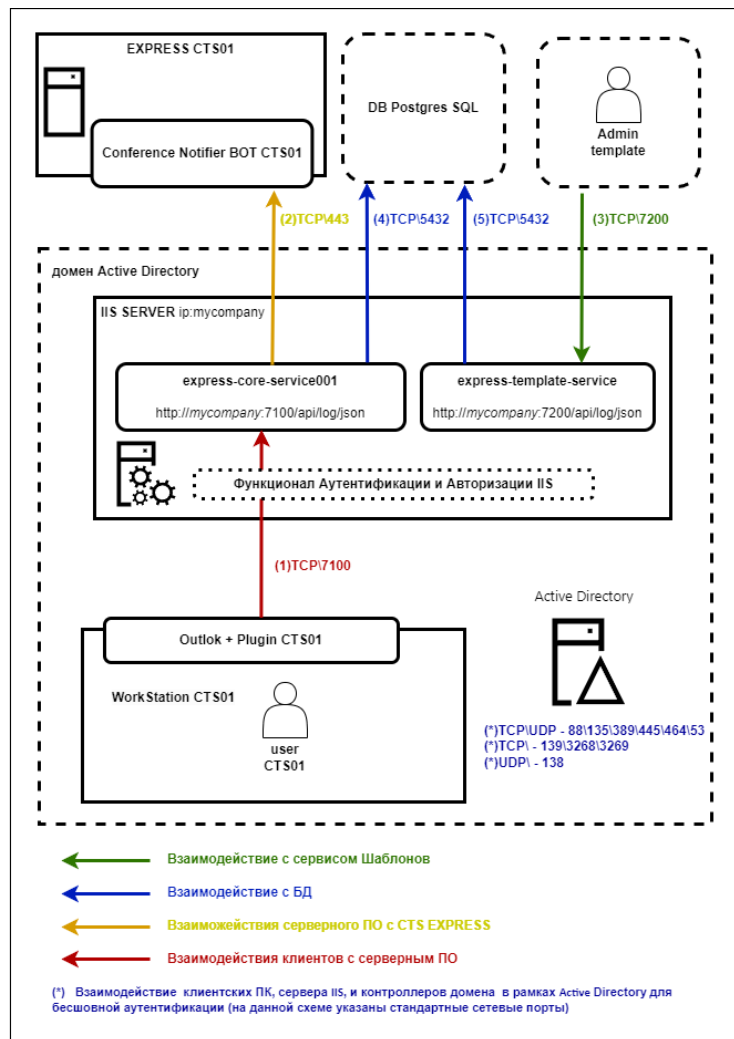 EXPRESS CTS01
Conference Notifier BOT CTS01
DB Postgres SQL
Admin
template
(2)TCP\443
(4)TCP\5432
(5)TCP\5432
(3)TCP\7200
домен Active Directory
IIS SERVER ip:mycompany
express-core-service001
http://mycompany:7100/api/log/json
express-template-service
http://mycompany:7200/api/log/json
Функционал Аутентификации и Авторизации IIS
(1)TCP\7100
Outlok + Plugin CTS01
WorkStation CTS01
user
CTS01
Active Directory
(*)TCP\UDP - 88\135\389\445\464\53
(*)TCP\ - 139\3268\3269
(*)UDP\ - 138
Взаимодействие с сервисом Шаблонов
Взаимодействие с БД
Взаиможействия серверного ПО с CTS EXPRESS
Взаимодействия клиентов с серверным ПО
(*) Взаимодействие клиентских ПК, сервера IIS, и контроллеров домена в рамках Active Directory для
бесшовной аутентификации (на данной схеме указаны стандартные сетевые порты)